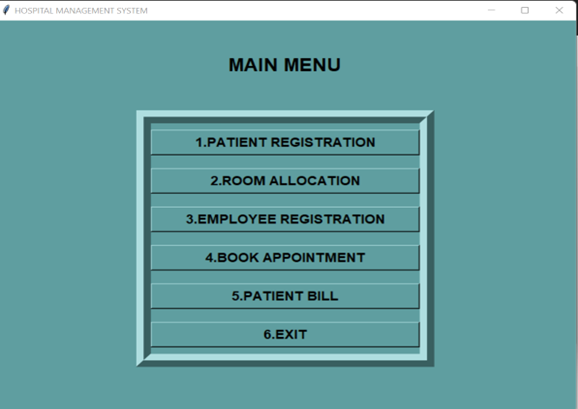 HOSPITAL MANAGEMENT SYSTEM
MAIN MENU
1.PATIENT REGISTRATION
2.ROOM ALLOCATION
3.EMPLOYEE REGISTRATION
4.BOOK APPOINTMENT
5.PATIENT BILL
6.EXIT